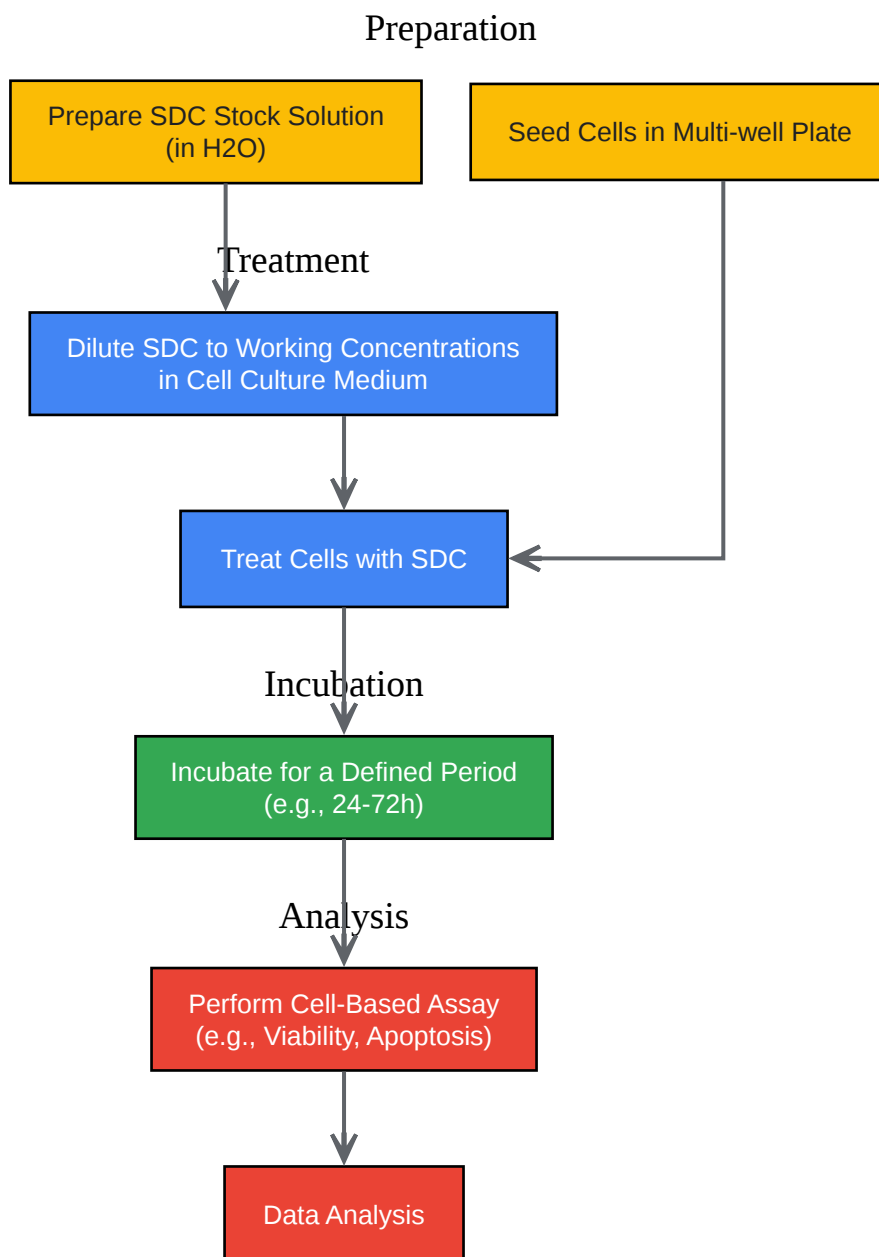 Preparation
Prepare SDC Stock Solution
(in H2O)
Seed Cells in Multi-well Plate
Treatment
Dilute SDC to Working Concentrations
in Cell Culture Medium
Treat Cells with SDC
Incubation
Incubate for a Defined Period
(e.g., 24-72h)
Analysis
Perform Cell-Based Assay
(e.g., Viability, Apoptosis)
Data Analysis